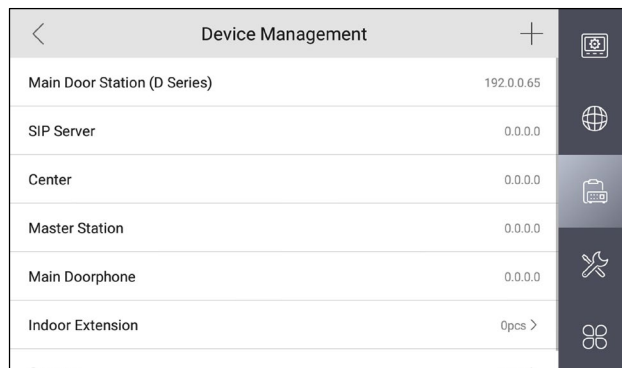 Device Management
Main Door Station (D Series) 192.0.0.65
SIP Server 0.0.0.0
Center 0.0.0.0
Master Station 0.0.0.0
Main Doorphone 0.0.0.0
Indoor Extension 0pcs >